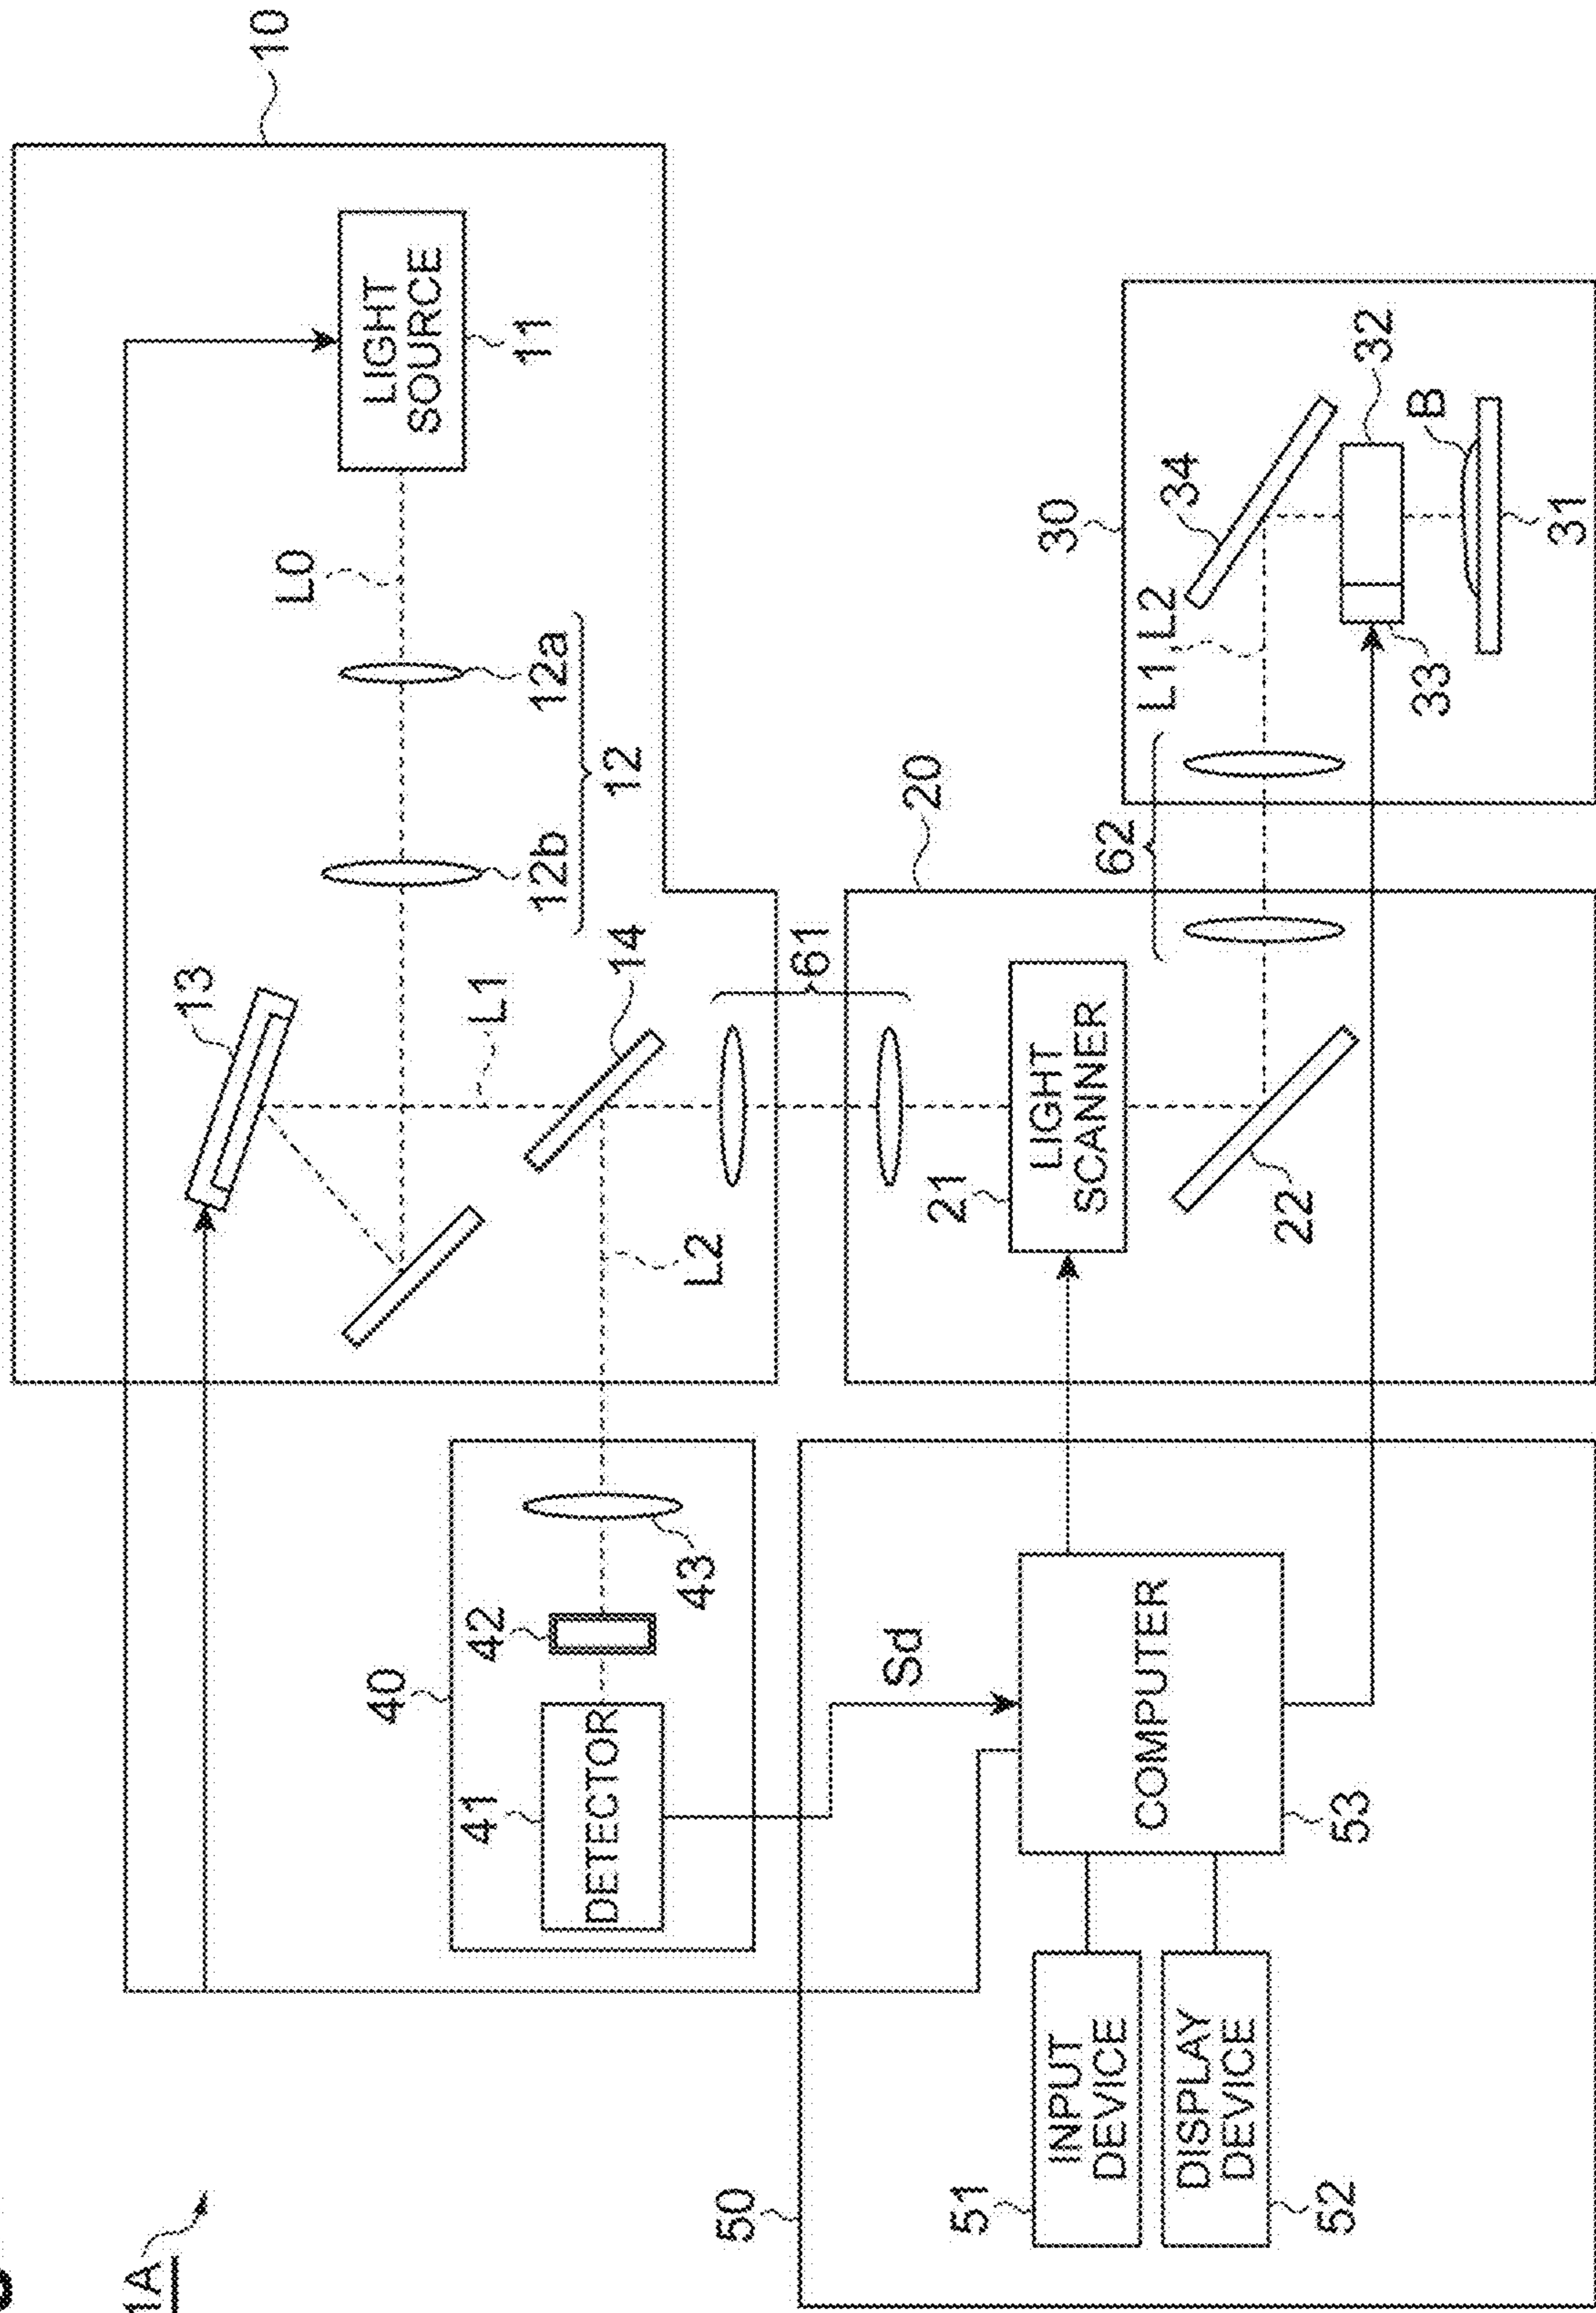 1A
10
LIGHT
SOURCE
11
L0
12a
12b
12
13
L1
14
61
L2
20
LIGHT
SCANNER
21
22
62
30
L1
L2
34
32
33
B
31
40
42
43
41
DETECTOR
Sd
50
COMPUTER
53
51
INPUT
DEVICE
DISPLAY
DEVICE
52